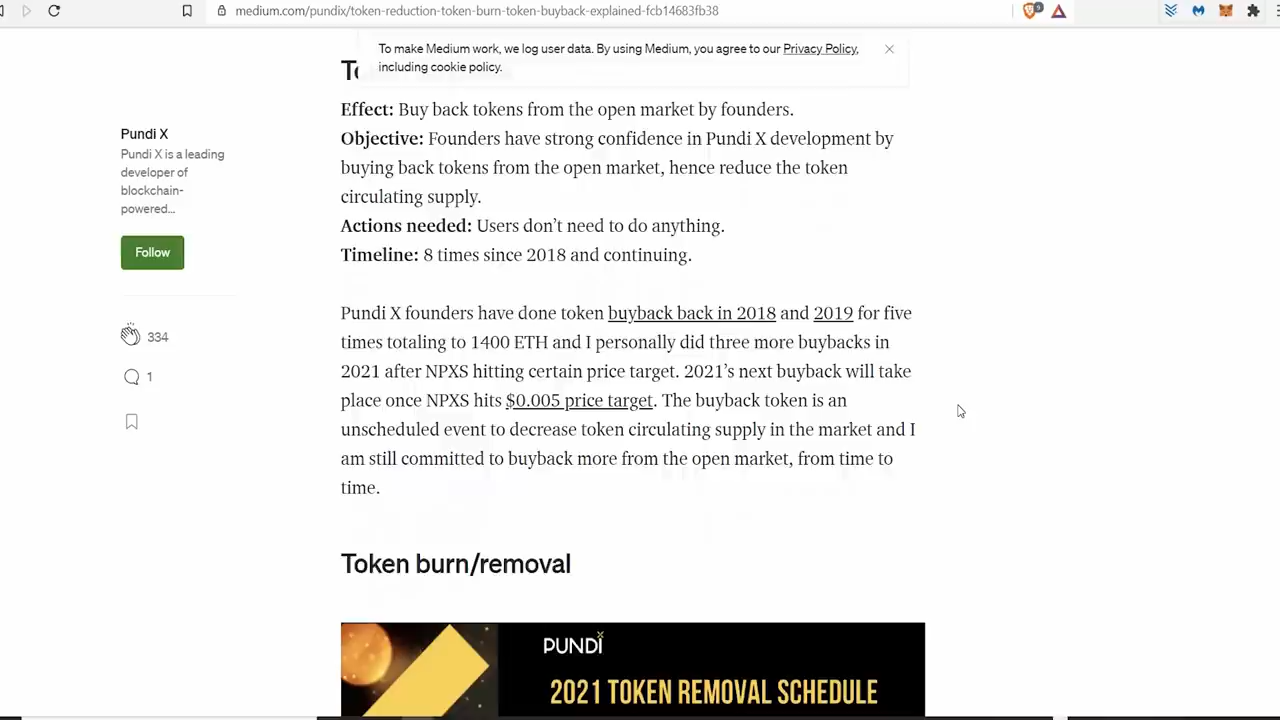 medium.com/pundix/token-reduction-token-burn-token-buyback-explained-fcb14683fb38
9
To make Medium work, we log user data. By using Medium, you agree to our Privacy Policy,
including cookie policy.
Effect: Buy back tokens from the open market by founders.
Objective: Founders have strong confidence in Pundi X development by
buying back tokens from the open market, hence reduce the token
circulating supply.
Actions needed: Users don’t need to do anything.
Timeline: 8 times since 2018 and continuing.
Pundi X
Pundi X is a leading
developer of
blockchain-
powered...
Follow
334
1
Pundi X founders have done token buyback back in 2018 and 2019 for five
times totaling to 1400 ETH and I personally did three more buybacks in
2021 after NPXS hitting certain price target. 2021’s next buyback will take
place once NPXS hits $0.005 price target. The buyback token is an
unscheduled event to decrease token circulating supply in the market and I
am still committed to buyback more from the open market, from time to
time.
Token burn/removal
PUNDI X
2021 TOKEN REMOVAL SCHEDULE